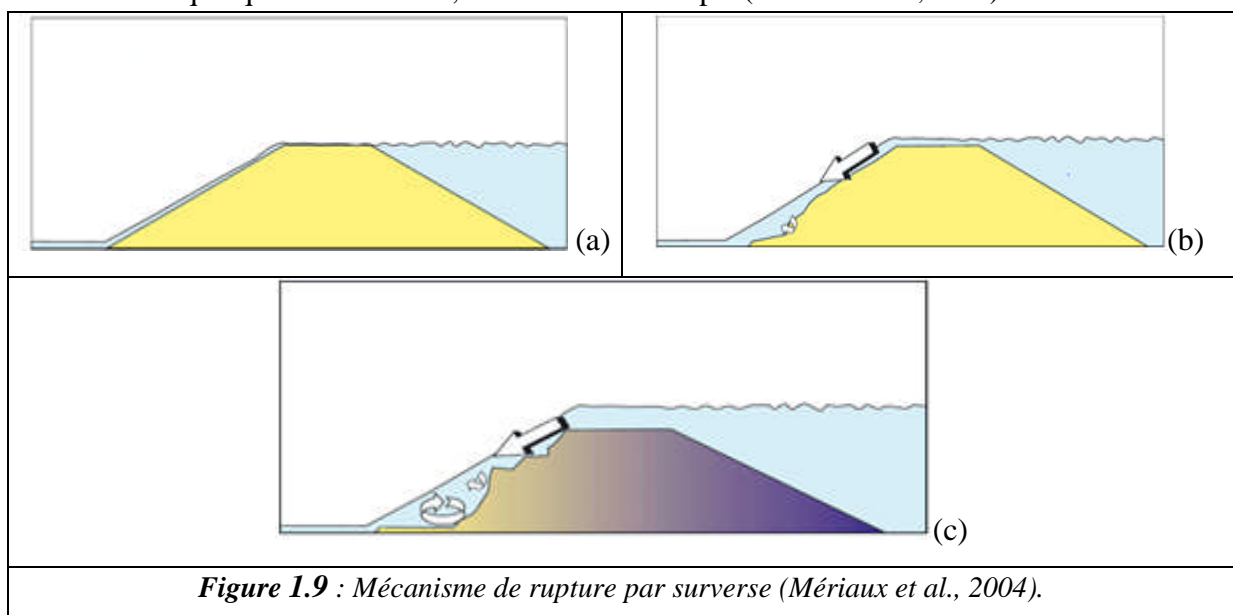 (a)
(b)
(c)
Figure 1.9 : Mécanisme de rupture par surverse (Mériaux et al., 2004).